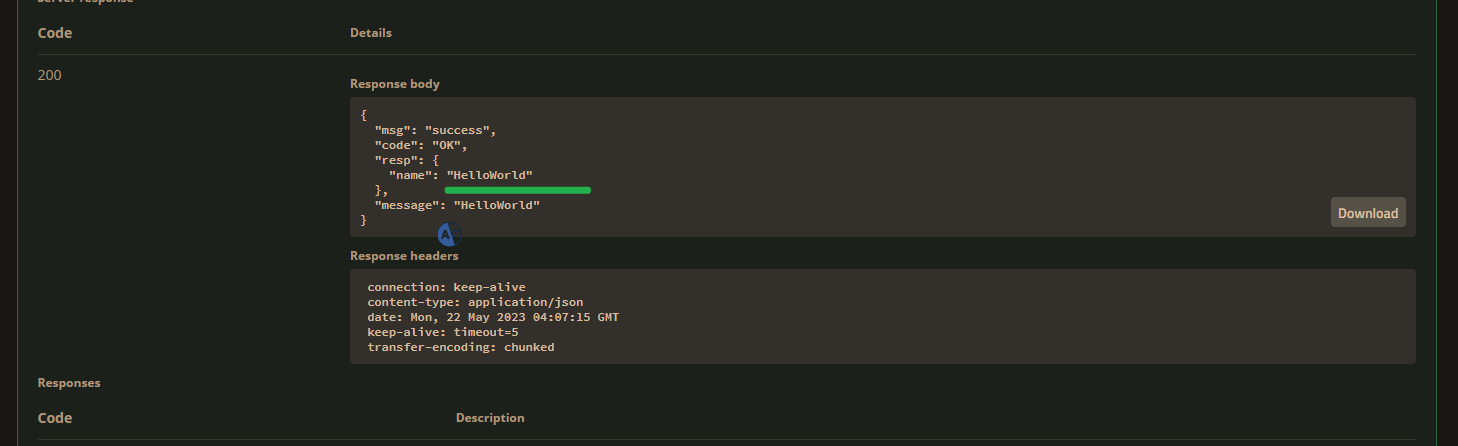 Server response
Code Details
200
Response body
{
  "msg": "success",
  "code": "OK",
  "resp": {
    "name": "HelloWorld"
  },
  "message": "HelloWorld"
}
Download
Response headers
connection: keep-alive
content-type: application/json
date: Mon, 22 May 2023 04:07:15 GMT
keep-alive: timeout=5
transfer-encoding: chunked
Responses
Code Description